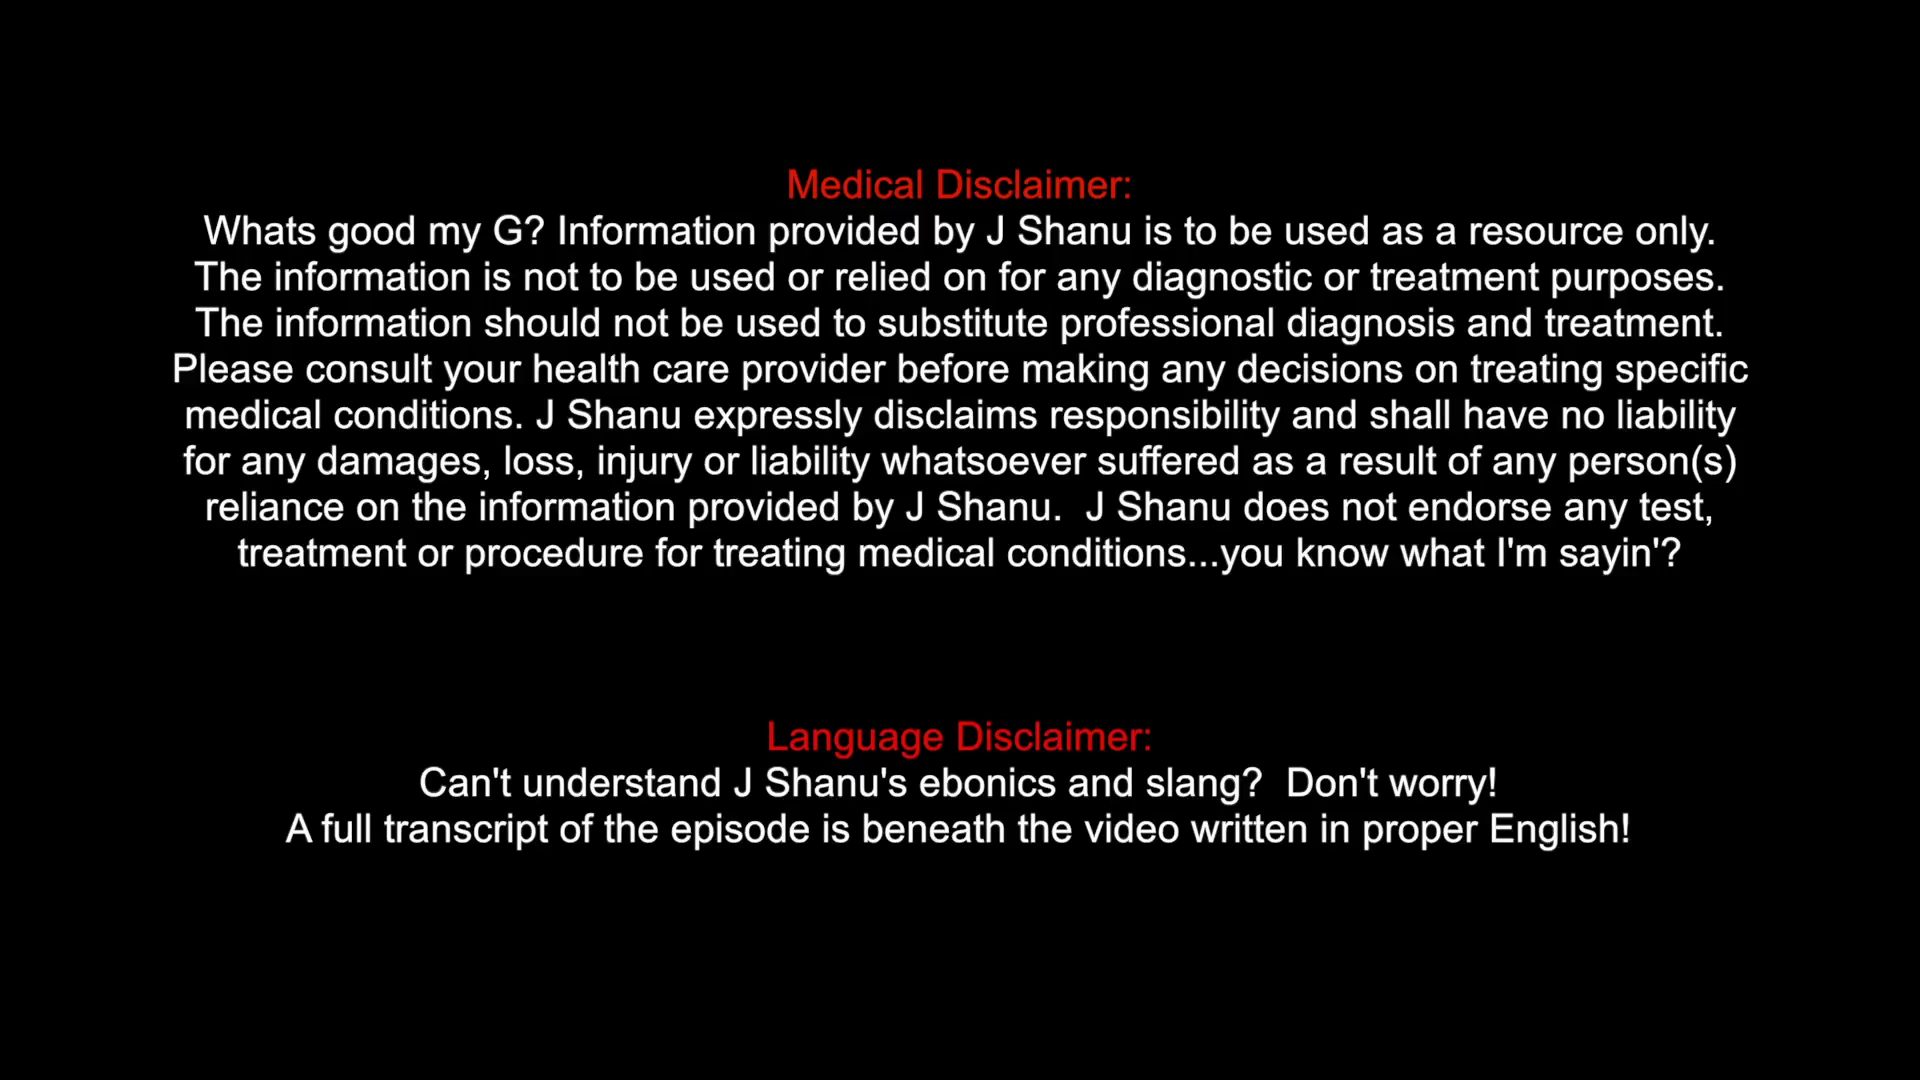 Medical Disclaimer:
Whats good my G? Information provided by J Shanu is to be used as a resource only.
The information is not to be used or relied on for any diagnostic or treatment purposes.
The information should not be used to substitute professional diagnosis and treatment.
Please consult your health care provider before making any decisions on treating specific
medical conditions. J Shanu expressly disclaims responsibility and shall have no liability
for any damages, loss, injury or liability whatsoever suffered as a result of any person(s)
reliance on the information provided by J Shanu.  J Shanu does not endorse any test,
treatment or procedure for treating medical conditions...you know what I'm sayin'?
Language Disclaimer:
Can't understand J Shanu's ebonics and slang?  Don't worry!
A full transcript of the episode is beneath the video written in proper English!